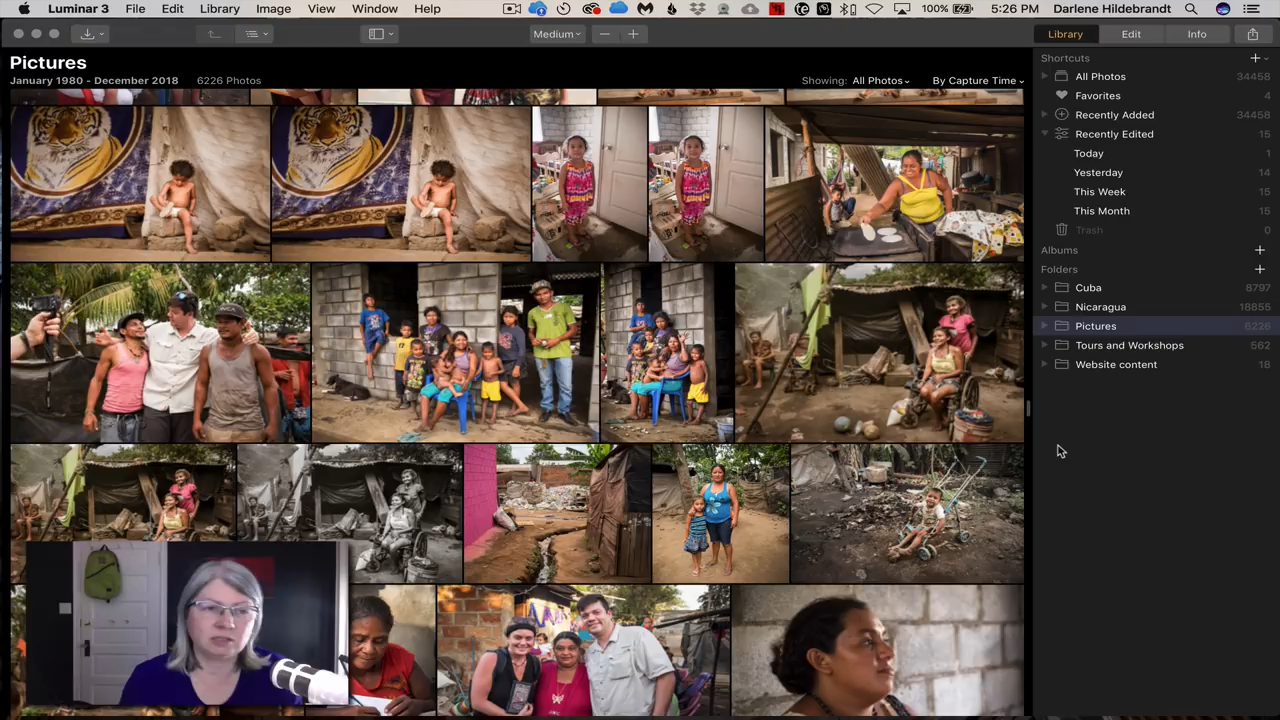 Luminar 3 File Edit Library Image View Window Help 100% 5:26 PM Darlene Hildebrandt
Medium Library Edit Info
Pictures
January 1980 - December 2018 6226 Photos Showing: All Photos By Capture Time
Shortcuts
All Photos 34458
Favorites 4
Recently Added 34458
Recently Edited 15
Today 1
Yesterday 14
This Week 15
This Month 15
Trash 0
Albums
Folders
Cuba 8797
Nicaragua 18855
Pictures 6226
Tours and Workshops 562
Website content 18